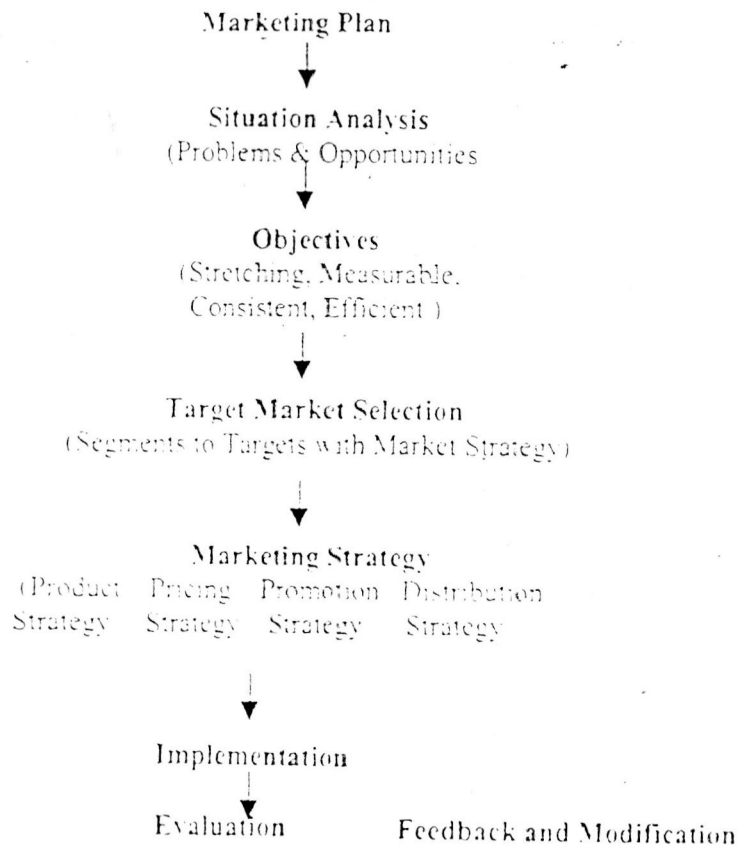 Marketing Plan
Situation Analysis
(Problems & Opportunities
Objectives
(Stretching, Measurable,
Consistent, Efficient )
Target Market Selection
(Segments to Targets with Market Strategy)
Marketing Strategy
(Product Pricing Promotion Distribution
Strategy Strategy Strategy Strategy
Implementation
Evaluation Feedback and Modification